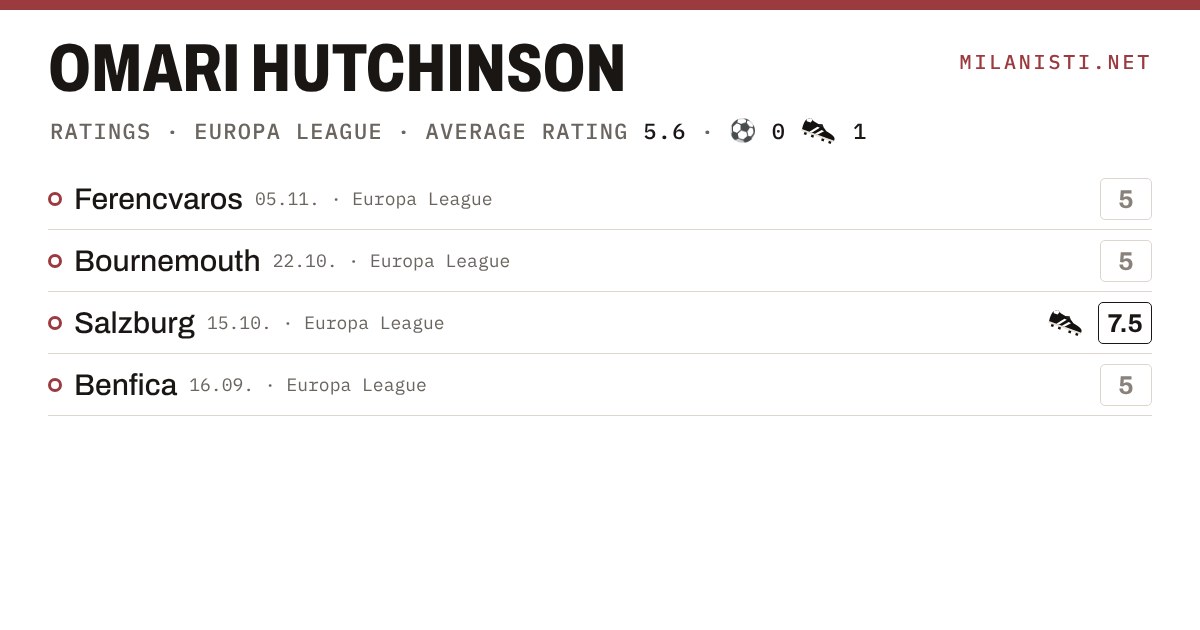 OMARI HUTCHINSON
MILANISTI.NET
RATINGS · EUROPA LEAGUE · AVERAGE RATING 5.6 · ⚽ 0 1
Ferencvaros 05.11. · Europa League 5
Bournemouth 22.10. · Europa League 5
Salzburg 15.10. · Europa League 7.5
Benfica 16.09. · Europa League 5